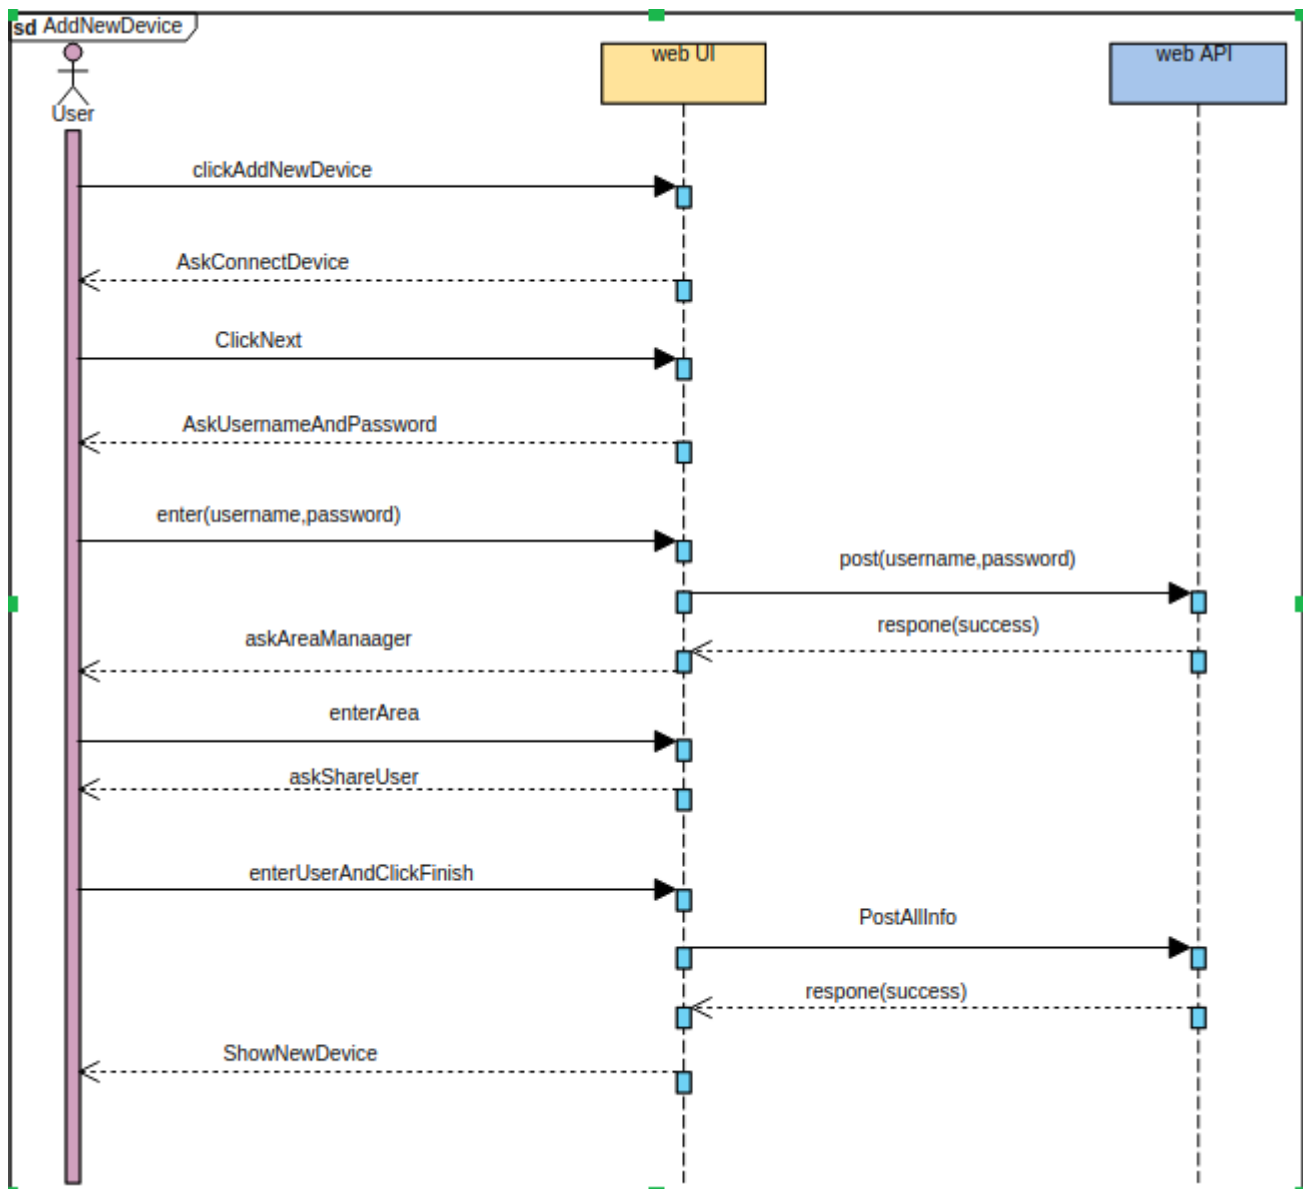 sd AddNewDevice
web UI
web API
User
clickAddNewDevice
AskConnectDevice
ClickNext
AskUsernameAndPassword
enter(username,password)
post(username,password)
respone(success)
askAreaManaager
enterArea
askShareUser
enterUserAndClickFinish
PostAllInfo
respone(success)
ShowNewDevice